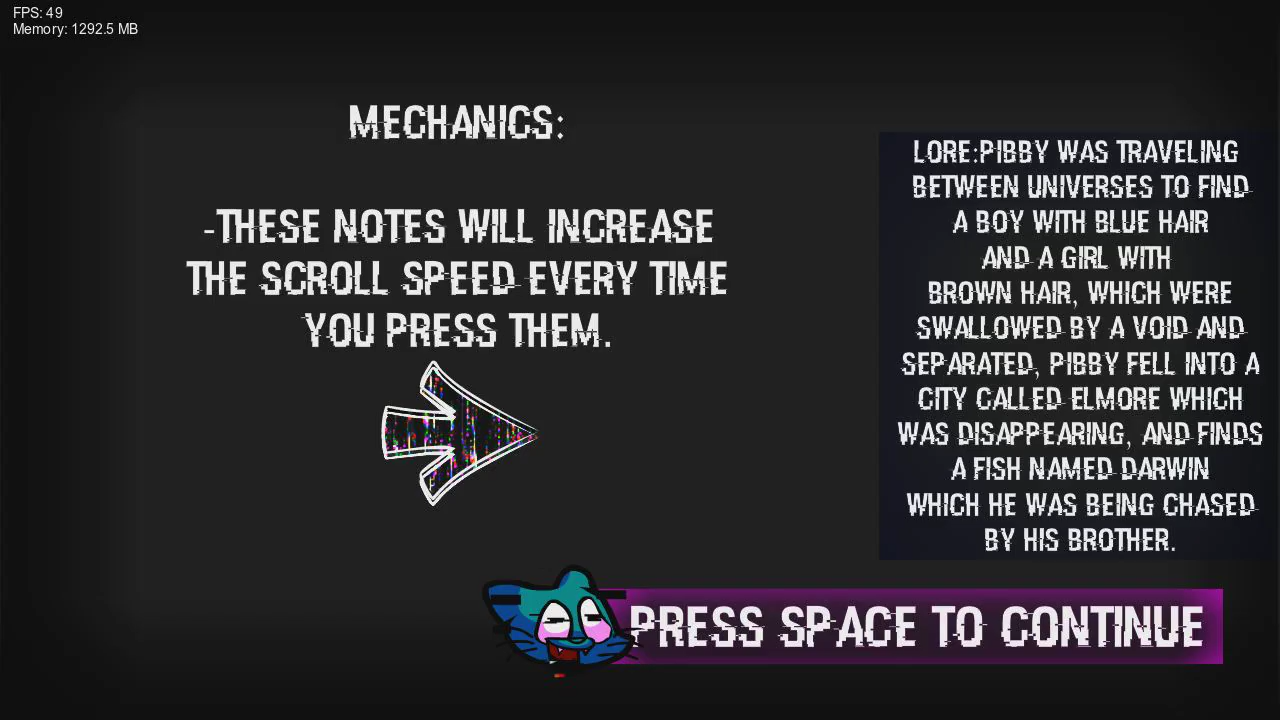 FPS: 49
Memory: 1292.5 MB
MECHANICS:
-THESE NOTES WILL INCREASE
THE SCROLL SPEED EVERY TIME
YOU PRESS THEM.
LORE:PIBBY WAS TRAVELING
BETWEEN UNIVERSES TO FIND
A BOY WITH BLUE HAIR
AND A GIRL WITH
BROWN HAIR, WHICH WERE
SWALLOWED BY A VOID AND
SEPARATED, PIBBY FELL INTO A
CITY CALLED ELMORE WHICH
WAS DISAPPEARING, AND FINDS
A FISH NAMED DARWIN
WHICH HE WAS BEING CHASED
BY HIS BROTHER.
PRESS SPACE TO CONTINUE